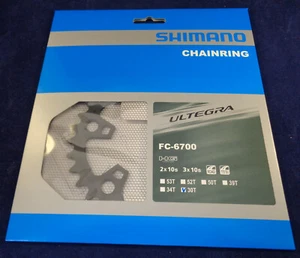 SHIMANO
CHAINRING
ULTEGRA
FC-6700
2x10s 3x10s
53T 52T 50T 39T
34T 30T